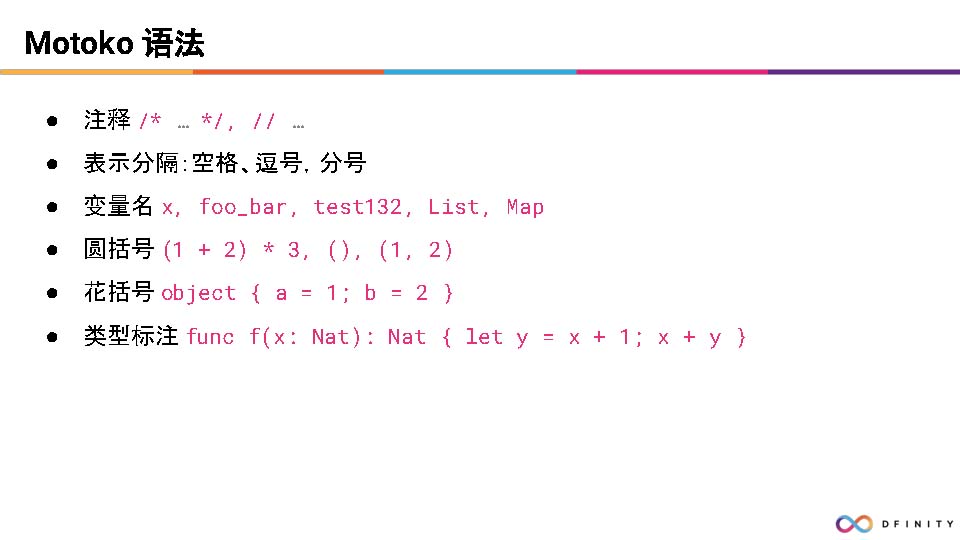 Motoko 语法
● 注释 /* … */, // …
● 表示分隔：空格、逗号，分号
● 变量名 x, foo_bar, test132, List, Map
● 圆括号 (1 + 2) * 3, (), (1, 2)
● 花括号 object { a = 1; b = 2 }
● 类型标注 func f(x: Nat): Nat { let y = x + 1; x + y }
DFINITY